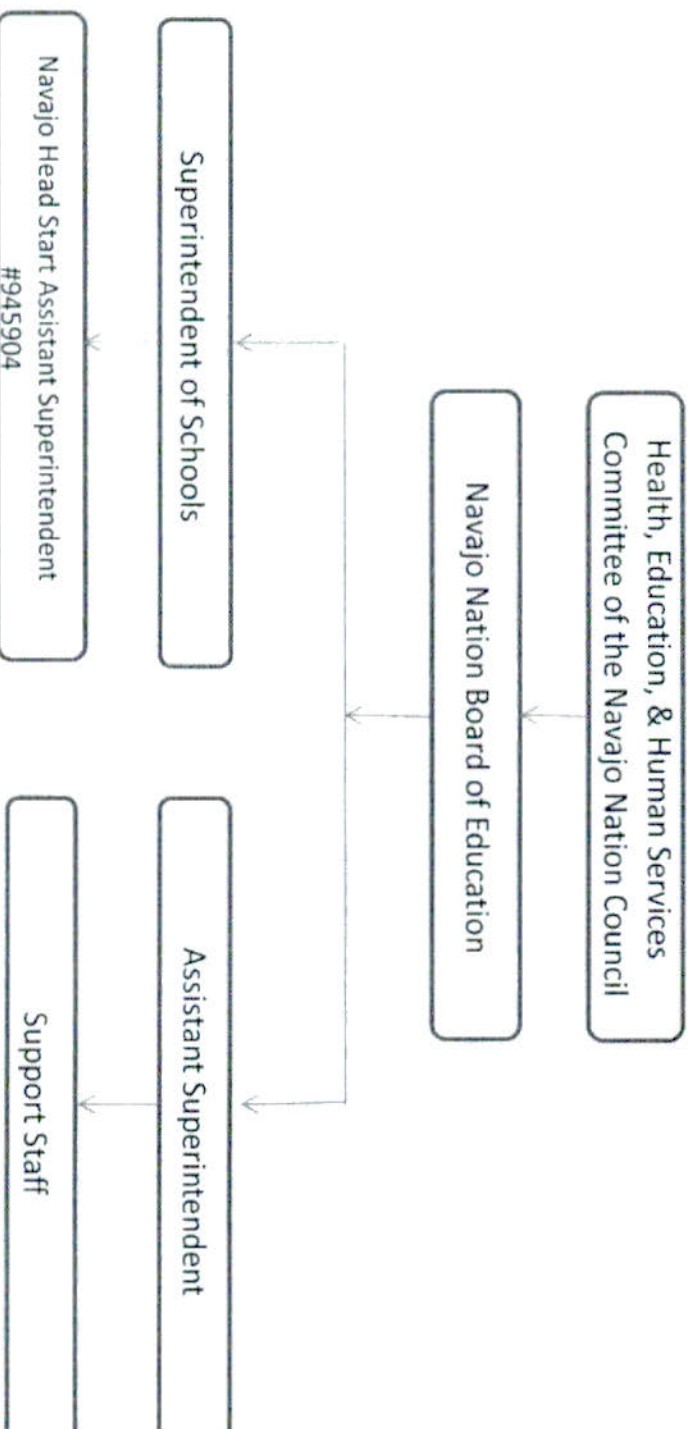 Health, Education, & Human Services
Committee of the Navajo Nation Council
Navajo Nation Board of Education
Superintendent of Schools
Assistant Superintendent
Navajo Head Start Assistant Superintendent
#945904
Support Staff